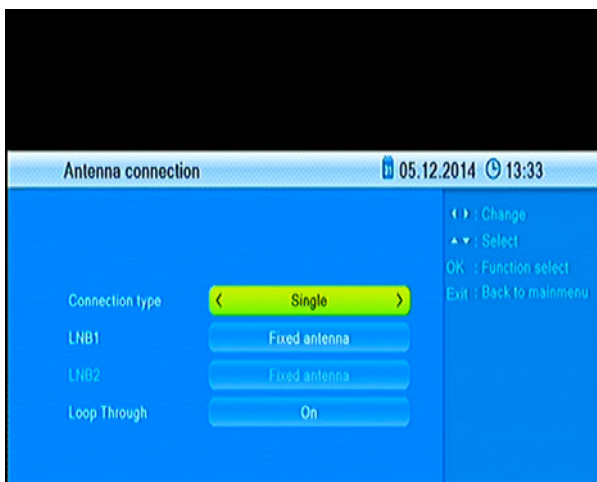 Antenna connection
31 05.12.2014 13:33
: Change
: Select
OK : Function select
Exit : Back to mainmenu
Connection type < Single >
LNB1 Fixed antenna
LNB2 Fixed antenna
Loop Through On